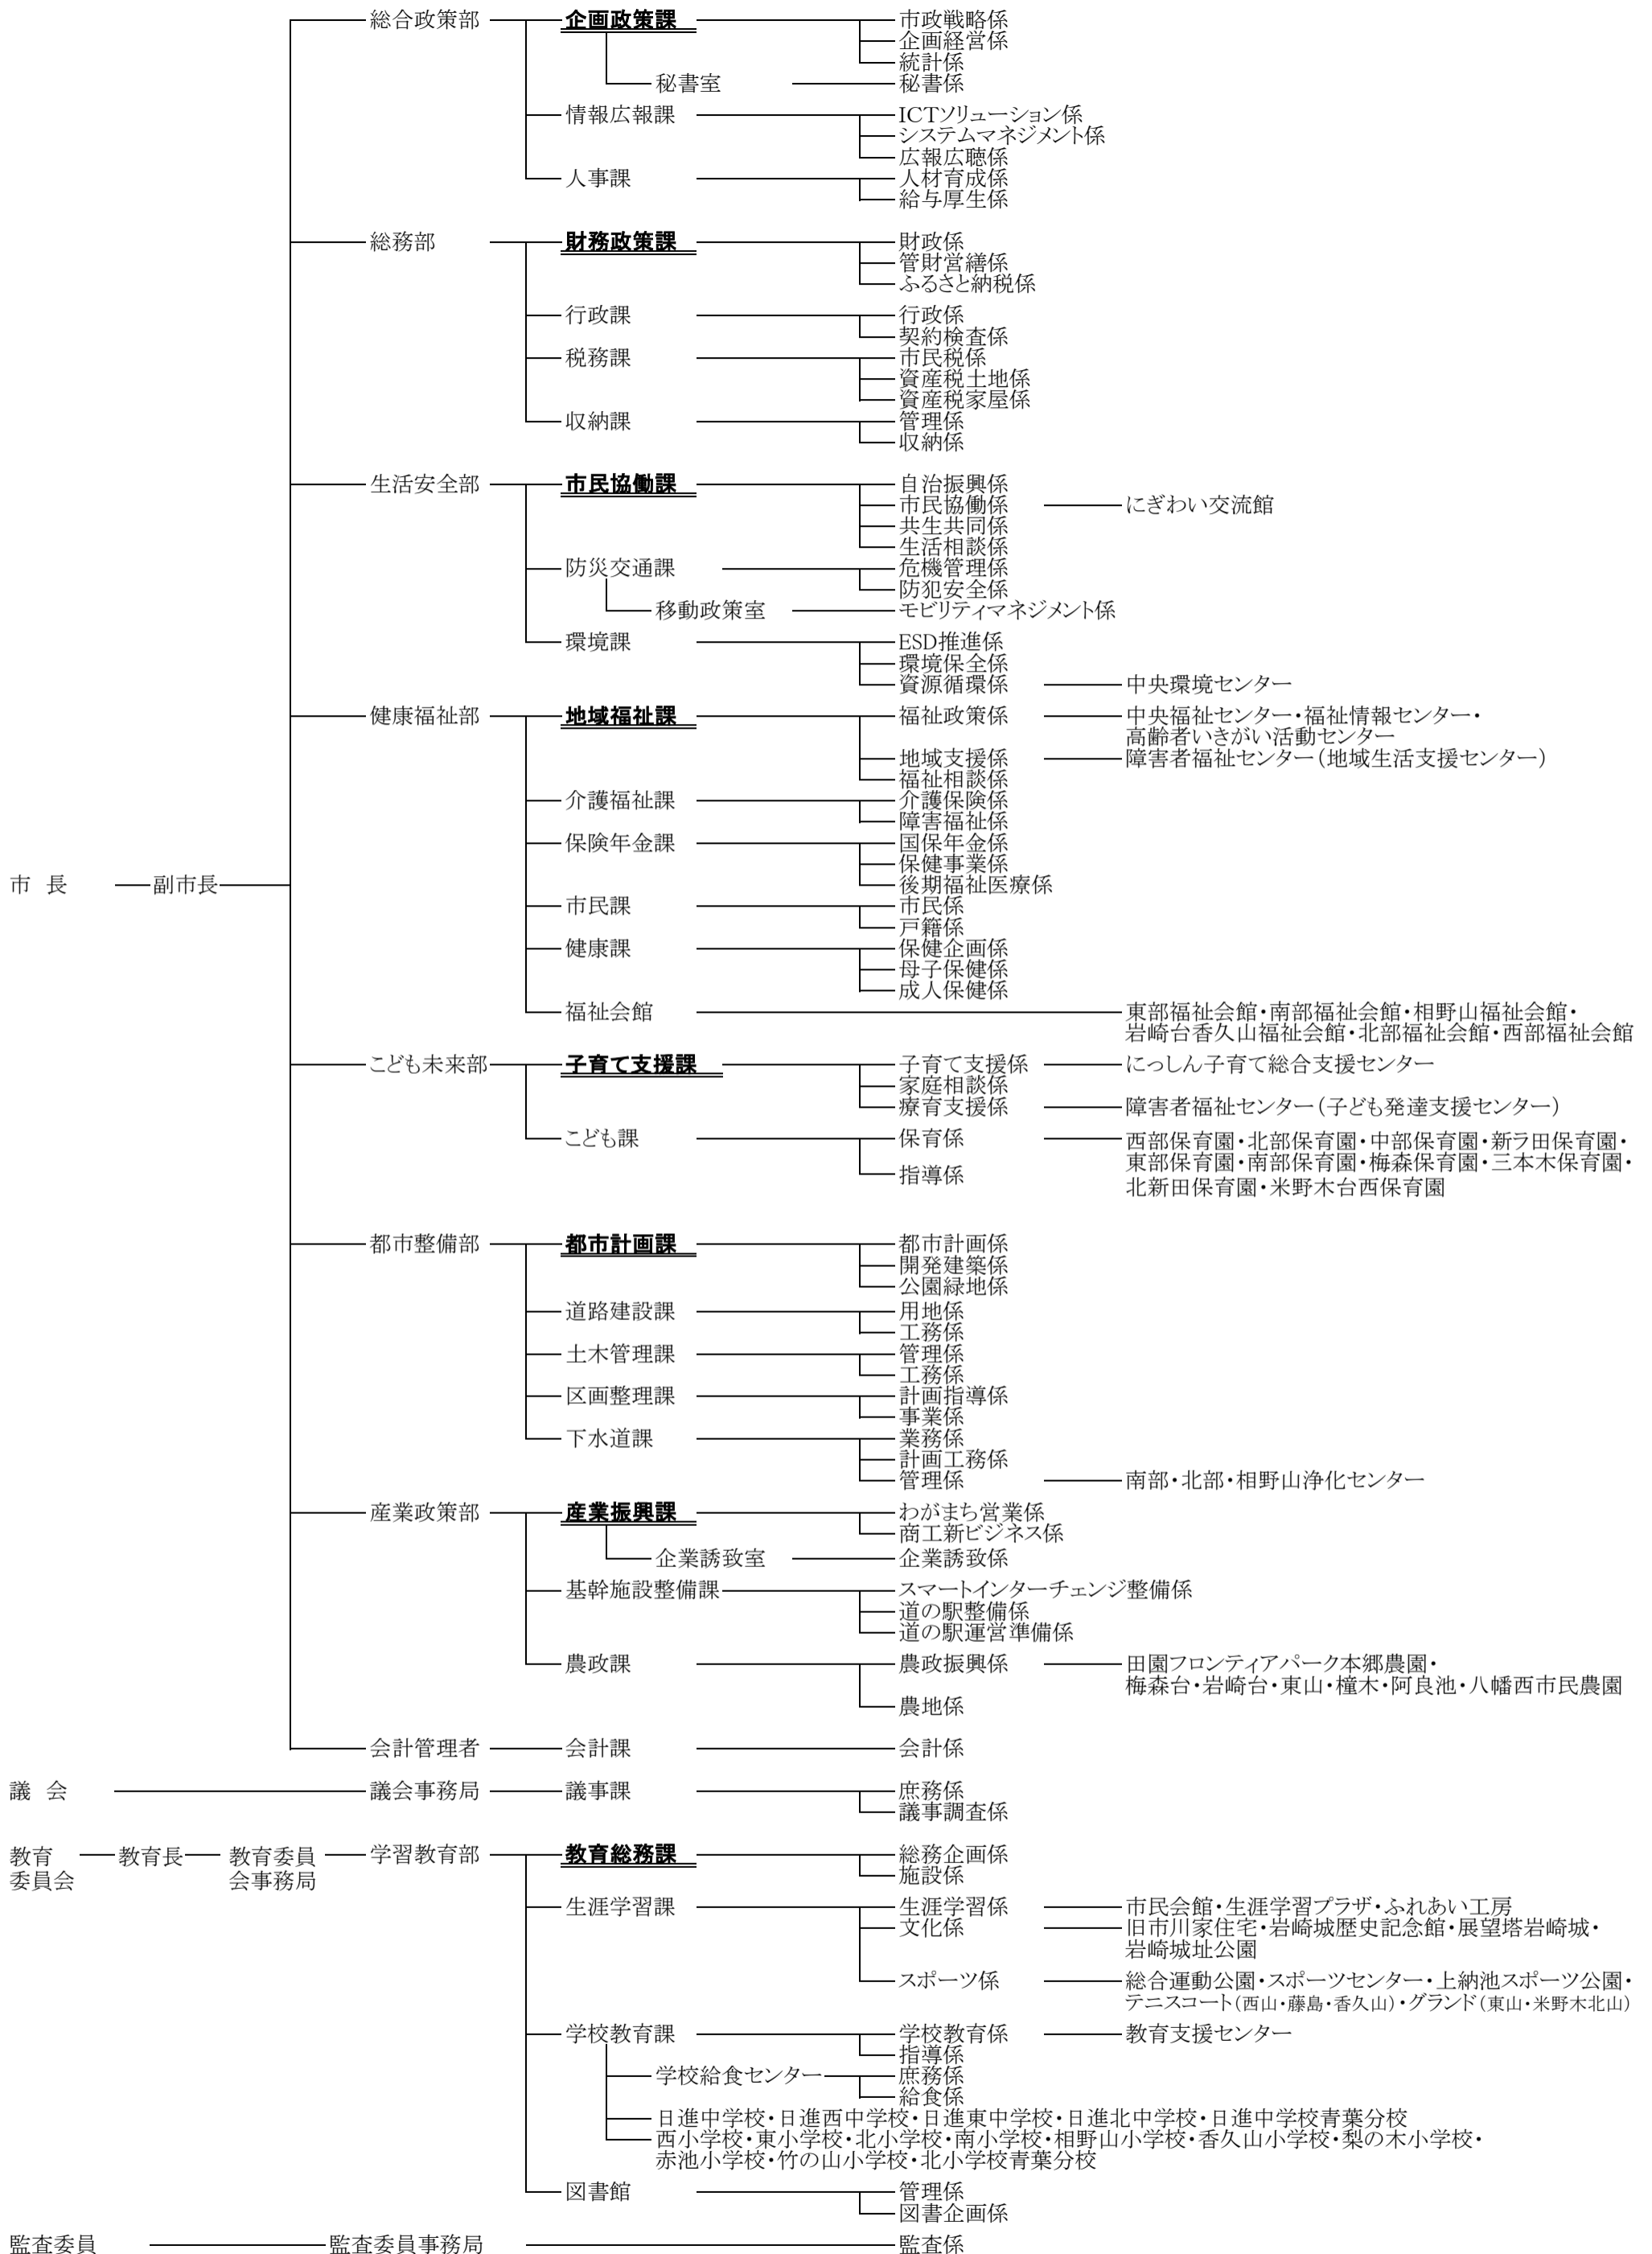 総合政策部 企画政策課 市政戦略係
企画経営係
統計係
秘書室 秘書係
情報広報課 ICTソリューション係
システムマネジメント係
広報広聴係
人事課 人材育成係
給与厚生係
総務部 財務政策課 財政係
管財営繕係
ふるさと納税係
行政課 行政係
契約検査係
税務課 市民税係
資産税土地係
資産税家屋係
収納課 管理係
収納係
生活安全部 市民協働課 自治振興係
市民協働係 にぎわい交流館
共生共同係
生活相談係
防災交通課 危機管理係
防犯安全係
移動政策室 モビリティマネジメント係
環境課 ESD推進係
環境保全係
資源循環係 中央環境センター
健康福祉部 地域福祉課 福祉政策係 中央福祉センター・福祉情報センター・
高齢者いきがい活動センター
地域支援係 障害者福祉センター(地域生活支援センター)
福祉相談係
介護福祉課 介護保険係
障害福祉係
保険年金課 国保年金係
保健事業係
市 長 副市長 後期福祉医療係
市民課 市民係
戸籍係
健康課 保健企画係
母子保健係
成人保健係
福祉会館 東部福祉会館・南部福祉会館・相野山福祉会館・
岩崎台香久山福祉会館・北部福祉会館・西部福祉会館
こども未来部 子育て支援課 子育て支援係 にっしん子育て総合支援センター
家庭相談係
療育支援係 障害者福祉センター(子ども発達支援センター)
こども課 保育係 西部保育園・北部保育園・中部保育園・新ラ田保育園・
東部保育園・南部保育園・梅森保育園・三本木保育園・
指導係
北新田保育園・米野木台西保育園
都市整備部 都市計画課 都市計画係
開発建築係
公園緑地係
道路建設課 用地係
工務係
土木管理課 管理係
工務係
区画整理課 計画指導係
事業係
下水道課 業務係
計画工務係
管理係 南部・北部・相野山浄化センター
産業政策部 産業振興課 わがまち営業係
商工新ビジネス係
企業誘致室 企業誘致係
基幹施設整備課 スマートインターチェンジ整備係
道の駅整備係
道の駅運営準備係
農政課 農政振興係 田園フロンティアパーク本郷農園・
梅森台・岩崎台・東山・橦木・阿良池・八幡西市民農園
農地係
会計管理者 会計課 会計係
議 会 議会事務局 議事課 庶務係
議事調査係
教育 教育長 教育委員 学習教育部 教育総務課 総務企画係
委員会 会事務局 施設係
生涯学習課 生涯学習係 市民会館・生涯学習プラザ・ふれあい工房
文化係 旧市川家住宅・岩崎城歴史記念館・展望塔岩崎城・
岩崎城址公園
スポーツ係 総合運動公園・スポーツセンター・上納池スポーツ公園・
テニスコート(西山・藤島・香久山)・グランド(東山・米野木北山)
学校教育課 学校教育係 教育支援センター
指導係
学校給食センター 庶務係
給食係
日進中学校・日進西中学校・日進東中学校・日進北中学校・日進中学校青葉分校
西小学校・東小学校・北小学校・南小学校・相野山小学校・香久山小学校・梨の木小学校・
赤池小学校・竹の山小学校・北小学校青葉分校
図書館 管理係
図書企画係
監査委員 監査委員事務局 監査係